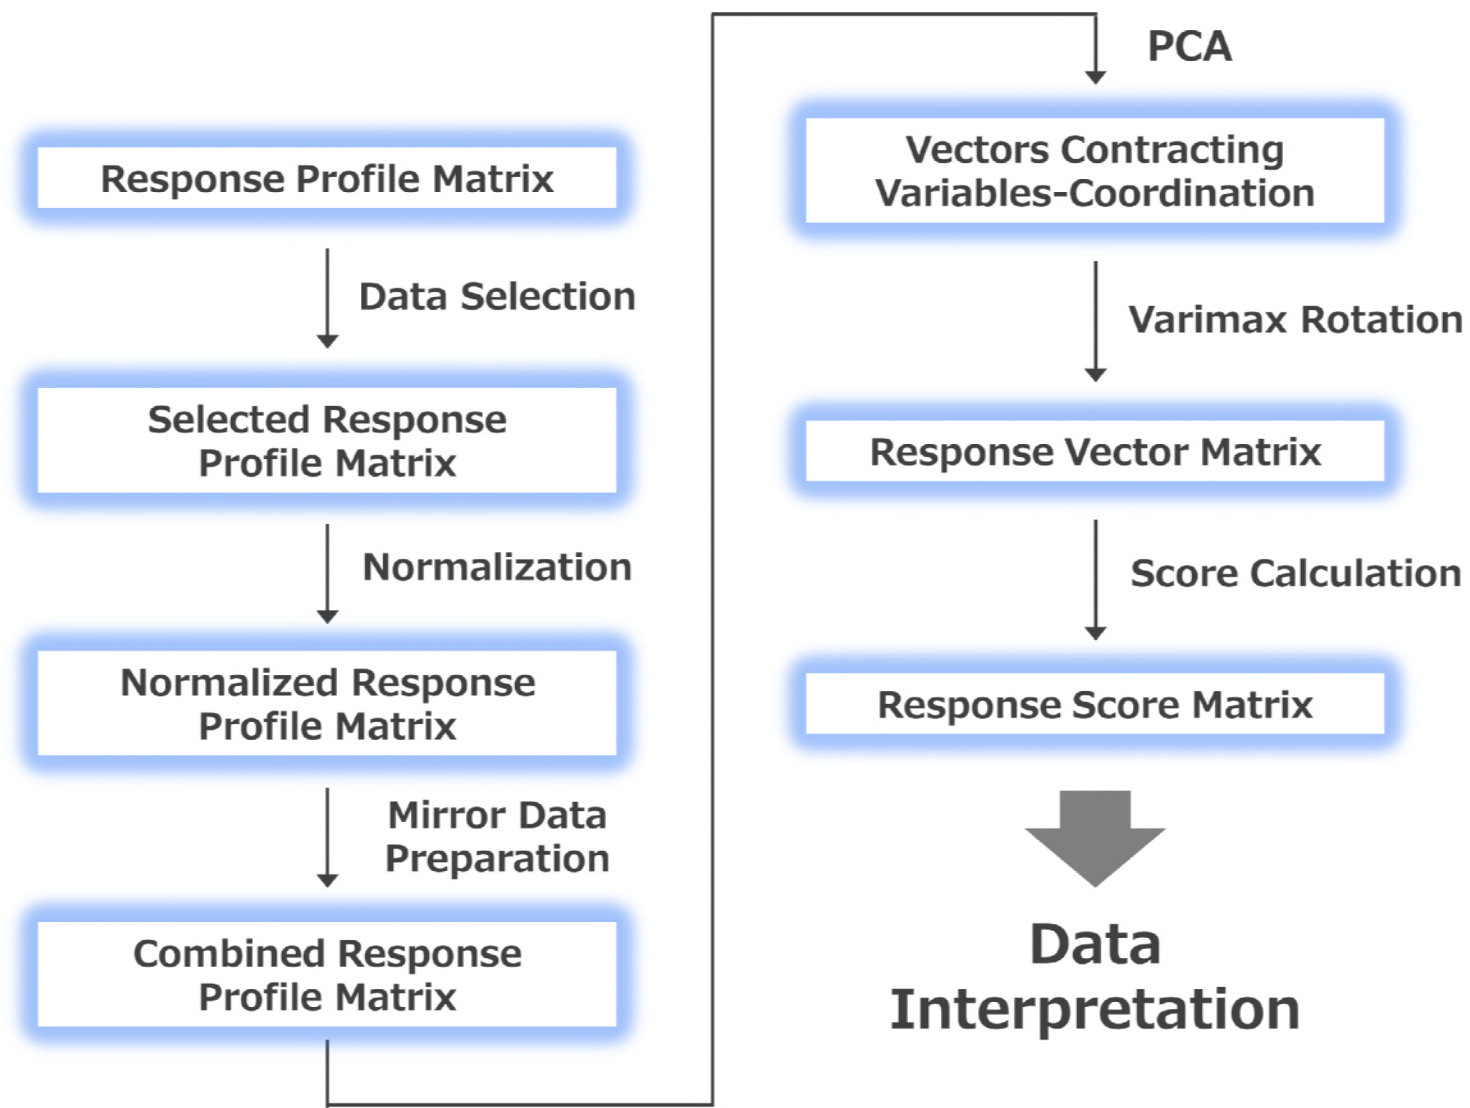 Response Profile Matrix
Data Selection
Selected Response
Profile Matrix
Normalization
Normalized Response
Profile Matrix
Mirror Data
Preparation
Combined Response
Profile Matrix
PCA
Vectors Contracting
Variables-Coordination
Varimax Rotation
Response Vector Matrix
Score Calculation
Response Score Matrix
Data
Interpretation